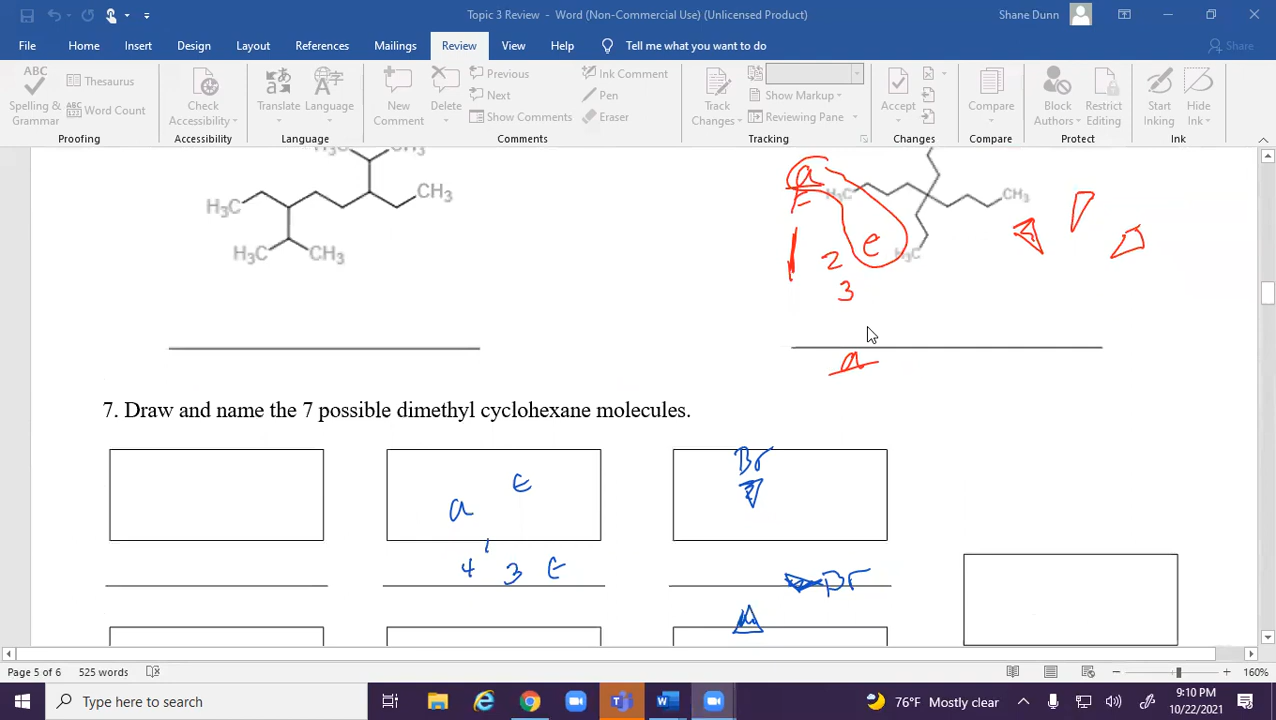 Topic 3 Review - Word (Non-Commercial Use) (Unlicensed Product)
Shane Dunn
File Home Insert Design Layout References Mailings Review View Help Tell me what you want to do
Share
ABC
Spelling & Grammar
Thesaurus
ABC
123
Word Count
Check Accessibility
Translate
Language
New Comment
Delete
Previous
Next
Show Comments
Ink Comment
Pen
Eraser
Track Changes
Show Markup
Reviewing Pane
Accept
Compare
Block Authors
Restrict Editing
Start Inking
Hide Ink
Proofing Accessibility Language Comments Tracking Changes Compare Protect Ink
CH3
H3C
CH3
H3C
CH3
a
E
H3C
CH3
1 2 e
H3C
3
a
7. Draw and name the 7 possible dimethyl cyclohexane molecules.
Br
a E
4 3 E
Br
Page 5 of 6 525 words
160%
Type here to search
76°F Mostly clear
9:10 PM
10/22/2021